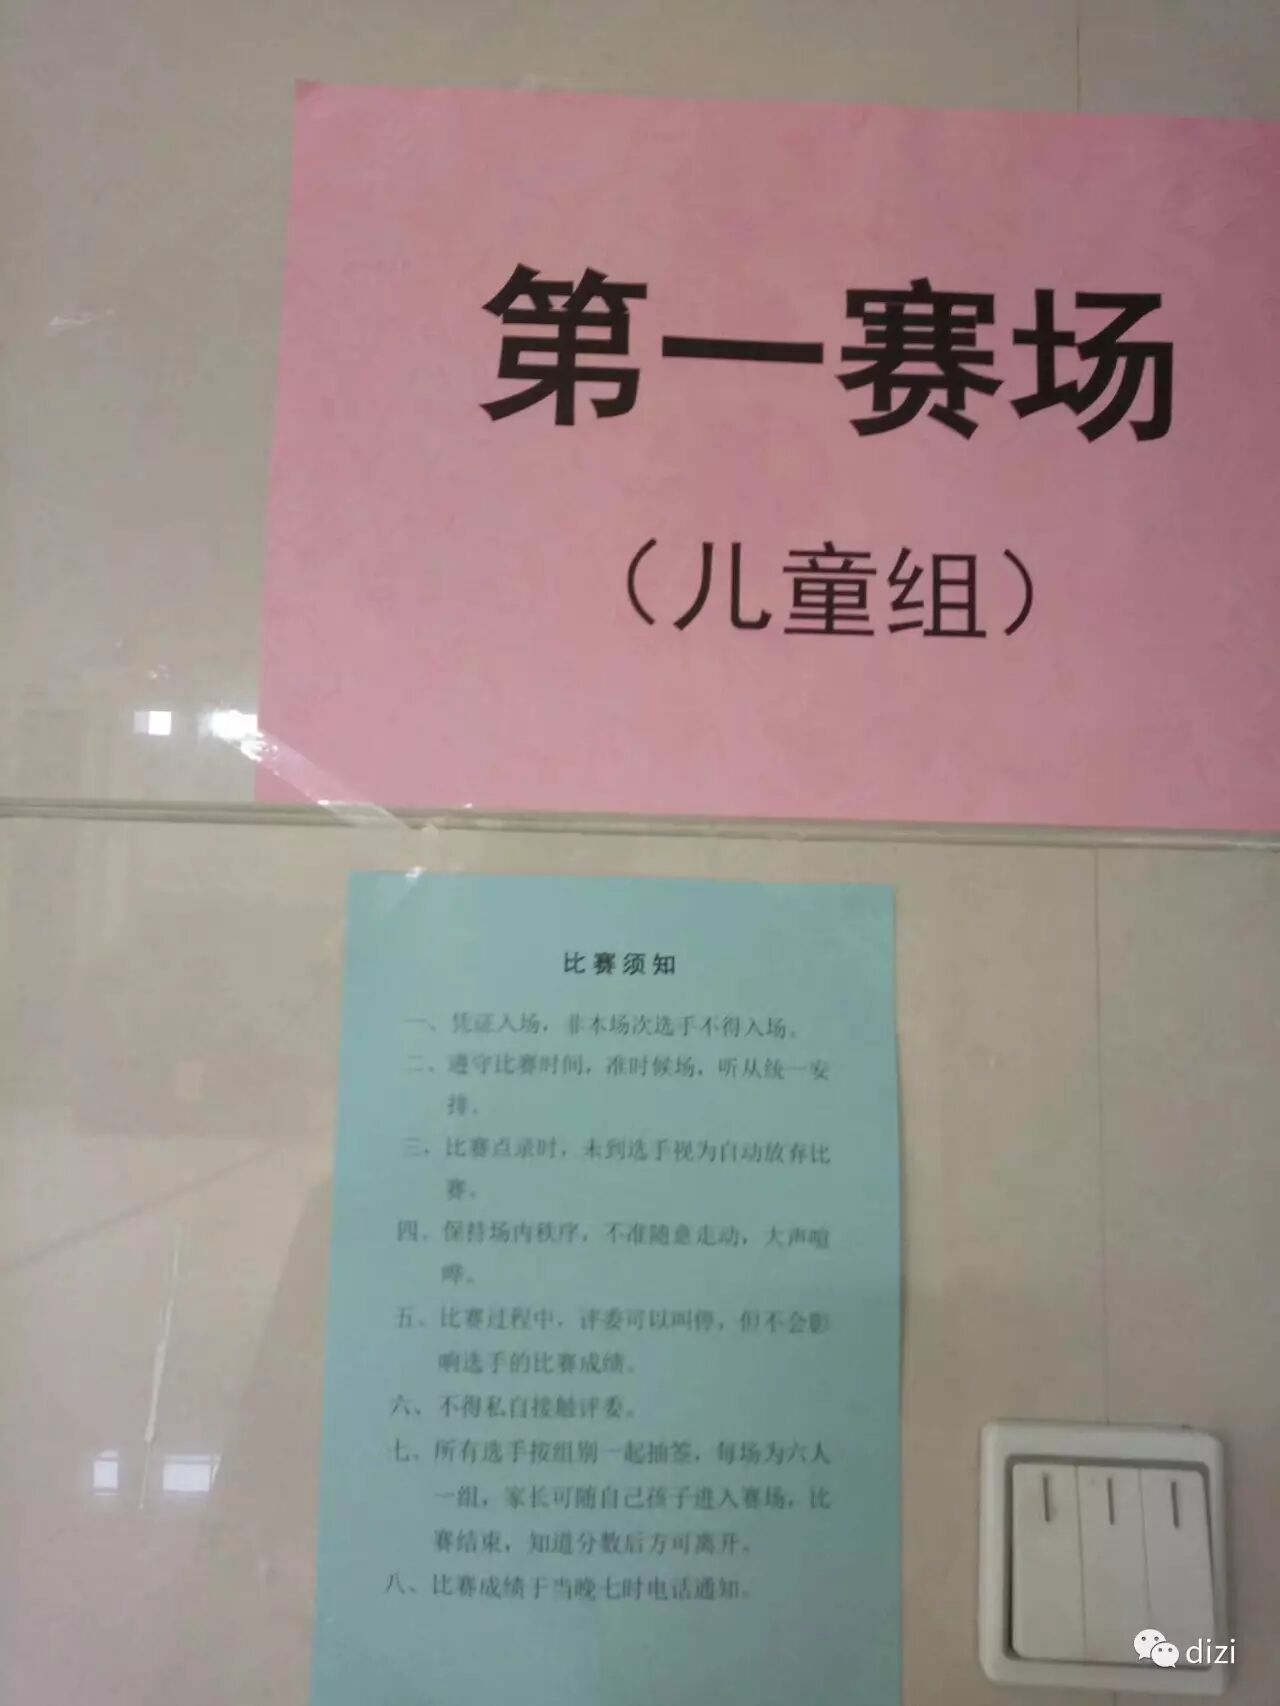 第一赛场
（儿童组）
比赛须知
一、凭证入场，非本场次选手不得入场。
二、遵守比赛时间，准时候场，听从统一安
排。
三、比赛点录时，未到选手视为自动放弃比
赛。
四、保持场内秩序，不准随意走动，大声喧
哗。
五、比赛过程中，评委可以叫停，但不会影
响选手的比赛成绩。
六、不得私自接触评委。
七、所有选手按组别一起抽签，每场为六人
一组，家长可随自己孩子进入赛场，比
赛结束，知道分数后方可离开。
八、比赛成绩于当晚七时电话通知。
dizi